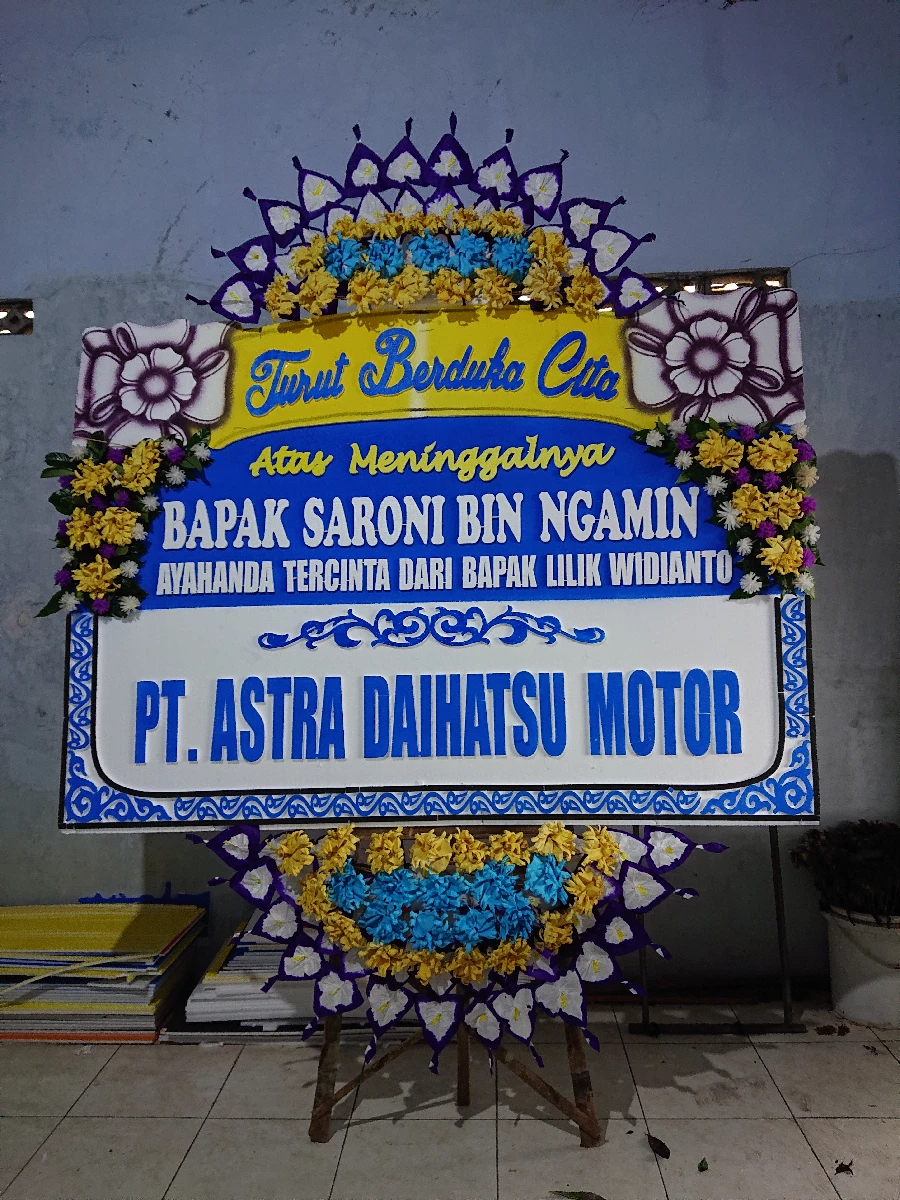 Turut Berduka Cita
Atas Meninggalnya
BAPAK SARONI BIN NGAMIN
AYAHANDA TERCINTA DARI BAPAK LILIK WIDIANTO
PT. ASTRA DAIHATSU MOTOR